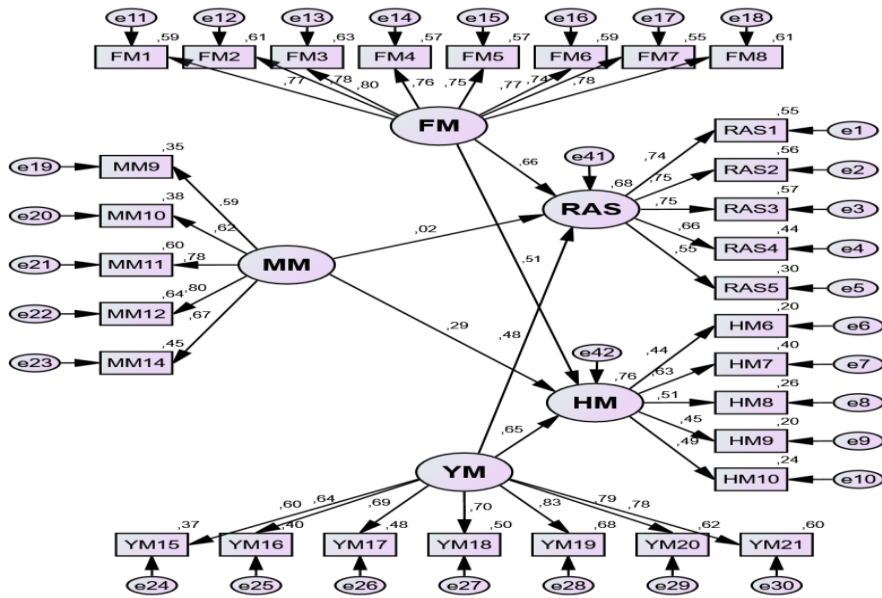 e11 e12 e13 e14 e15 e16 e17 e18
,59 ,61 ,63 ,57 ,57 ,59 ,55 ,61
FM1 FM2 FM3 FM4 FM5 FM6 FM7 FM8
,77 ,78 ,80 ,76 ,75 ,77 ,74 ,78
FM
,66
,51
e41
,68
RAS
,74 ,75 ,75 ,66 ,55
,55
RAS1 e1
,56
RAS2 e2
,57
RAS3 e3
,44
RAS4 e4
,30
RAS5 e5
,35
e19 MM9
,38
e20 MM10
,60
e21 MM11
,64
e22 MM12
,45
e23 MM14
,59
,62
,78
,80
,67
MM
,02
,29
,48
e42
,76
HM
,44 ,63 ,51 ,45 ,49
,20
HM6 e6
,40
HM7 e7
,26
HM8 e8
,20
HM9 e9
,24
HM10 e10
,65
YM
,60 ,64 ,69 ,70 ,83 ,79 ,78
,37 ,40 ,48 ,50 ,68 ,62 ,60
YM15 YM16 YM17 YM18 YM19 YM20 YM21
e24 e25 e26 e27 e28 e29 e30